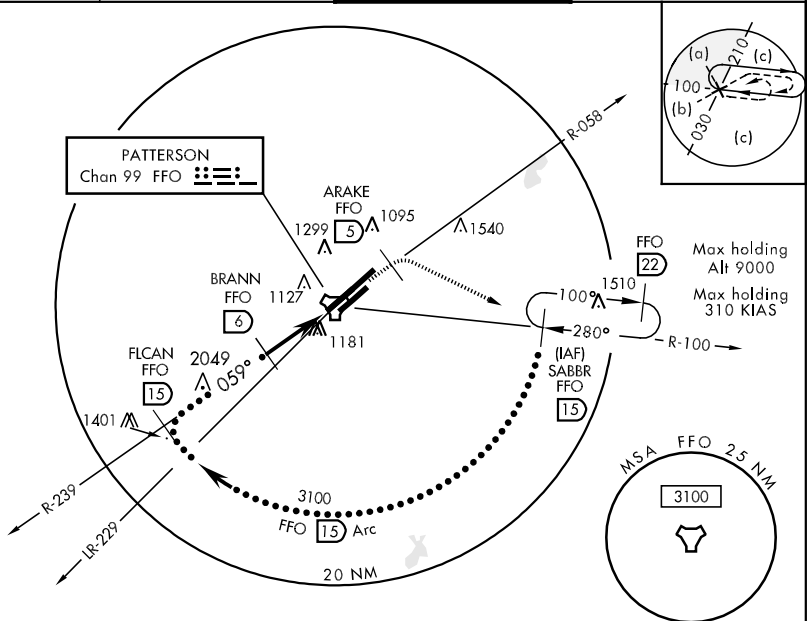 (a)
210
(c)
100
(b)
030
(c)
R-058
PATTERSON
Chan 99 FFO
ARAKE
FFO
5
1095
1299
1540
FFO
22
Max holding
Alt 9000
Max holding
310 KIAS
BRANN
FFO
6
1127
100°
1510
280°
R-100
1181
FLCAN
FFO
15
2049
059°
(IAF)
SABBR
FFO
15
1401
R-239
LR-229
3100
FFO 15 Arc
20 NM
MSA FFO 25 NM
3100